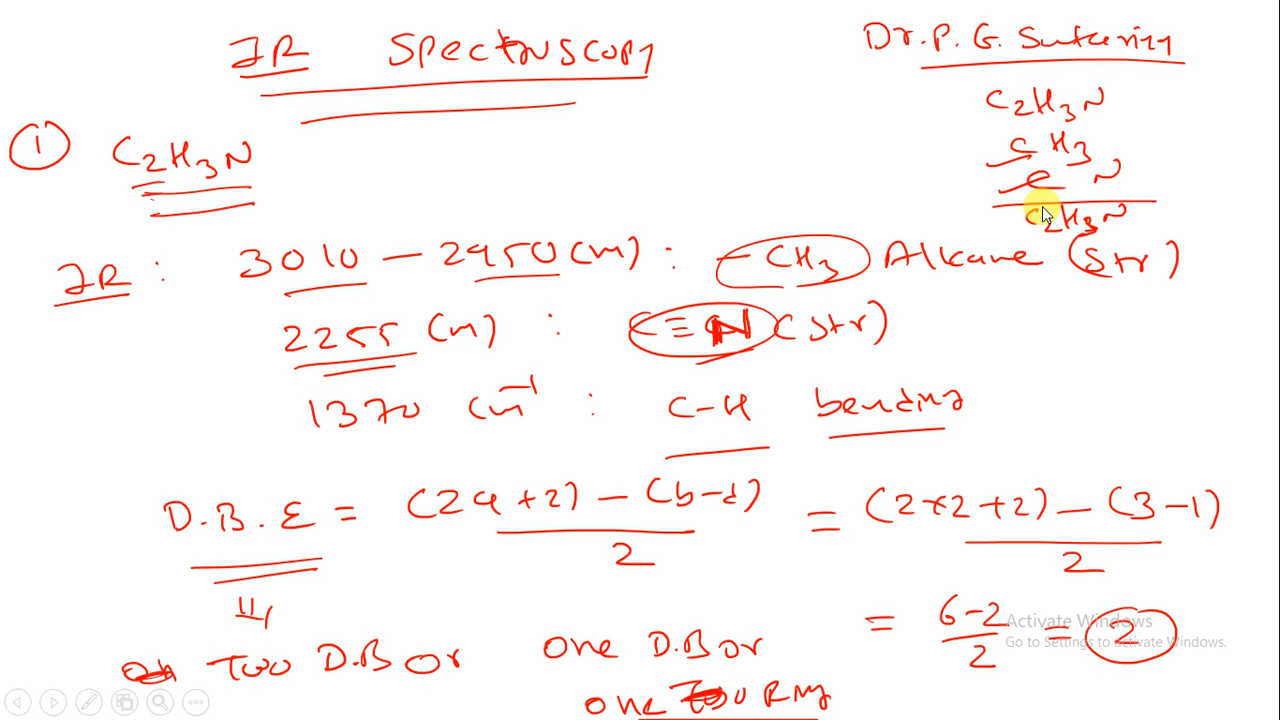 IR Spectroscopy
Dr. P. G. Sutariya
① C2H3N
C2H3N
CH3
C N
C2H3N
IR : 3010 - 2950 (m) : - CH3 Alkane (Str)
2255 (m) : C≡N (Str)
1370 cm-1 : C-H bending
D.B.E = (2a+2) - (b-d) / 2 = (2×2+2) - (3-1) / 2
= 6-2 / 2 = 2
Two D.B or one D.B or
one Ring
Activate Windows
Go to Settings to activate Windows.